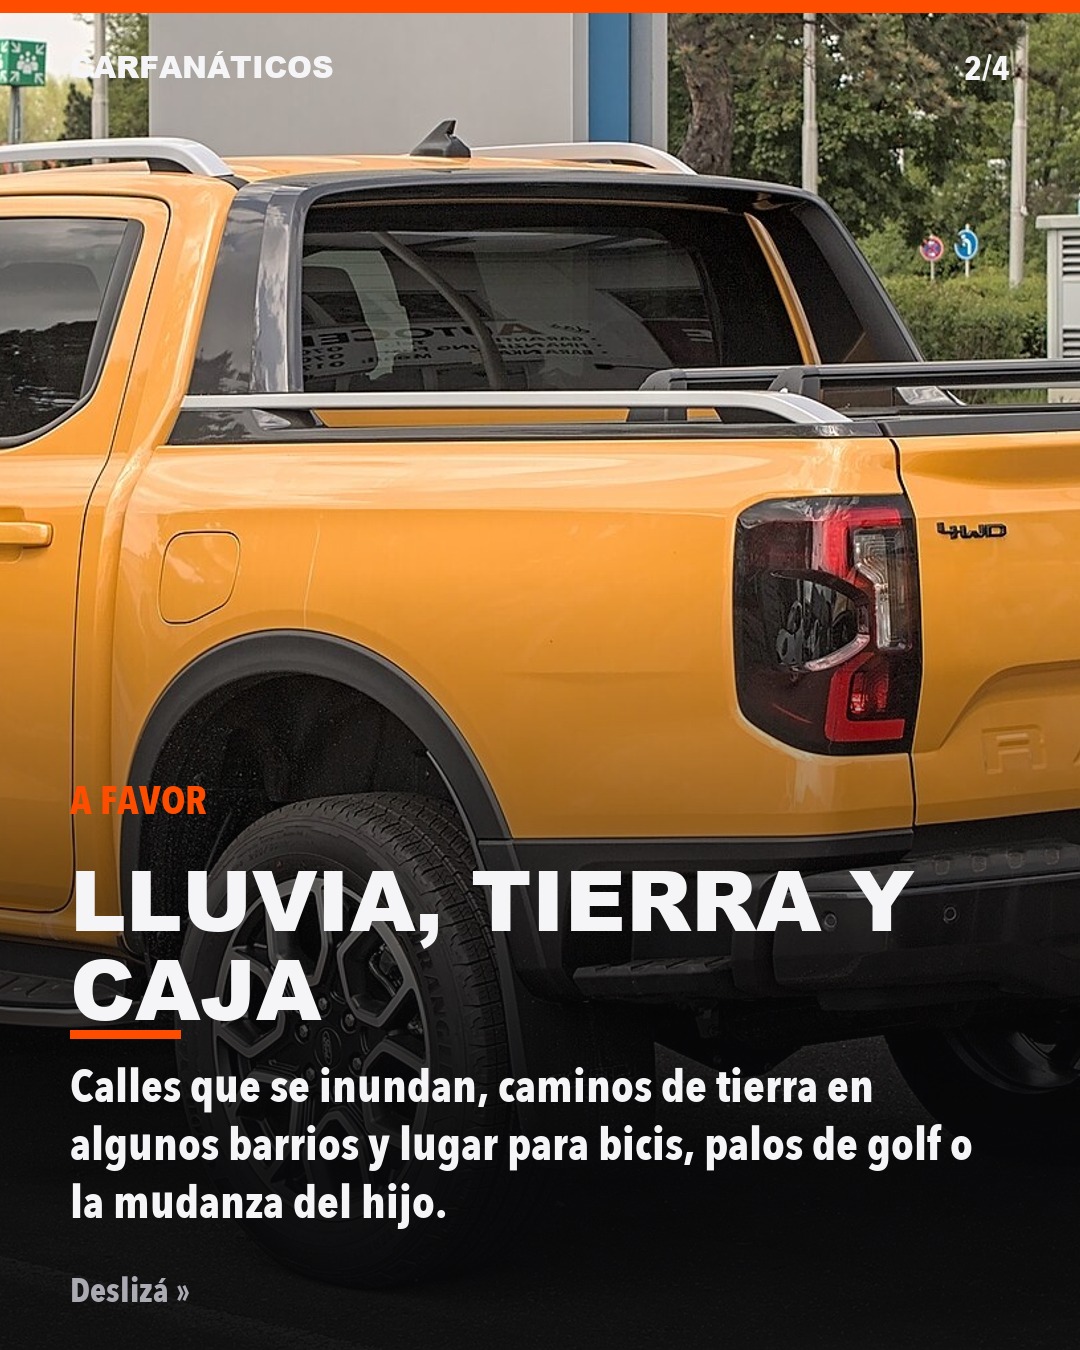 CARFANÁTICOS
2/4
4WD
A FAVOR
LLUVIA, TIERRA Y
CAJA
Calles que se inundan, caminos de tierra en
algunos barrios y lugar para bicis, palos de golf o
la mudanza del hijo.
Deslizá »